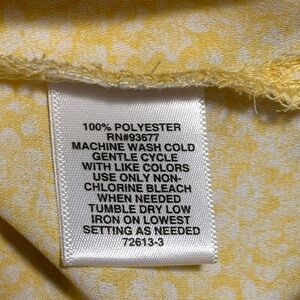 100% POLYESTER
RN#93677
MACHINE WASH COLD
GENTLE CYCLE
WITH LIKE COLORS
USE ONLY NON-
CHLORINE BLEACH
WHEN NEEDED
TUMBLE DRY LOW
IRON ON LOWEST
SETTING AS NEEDED
72613-3